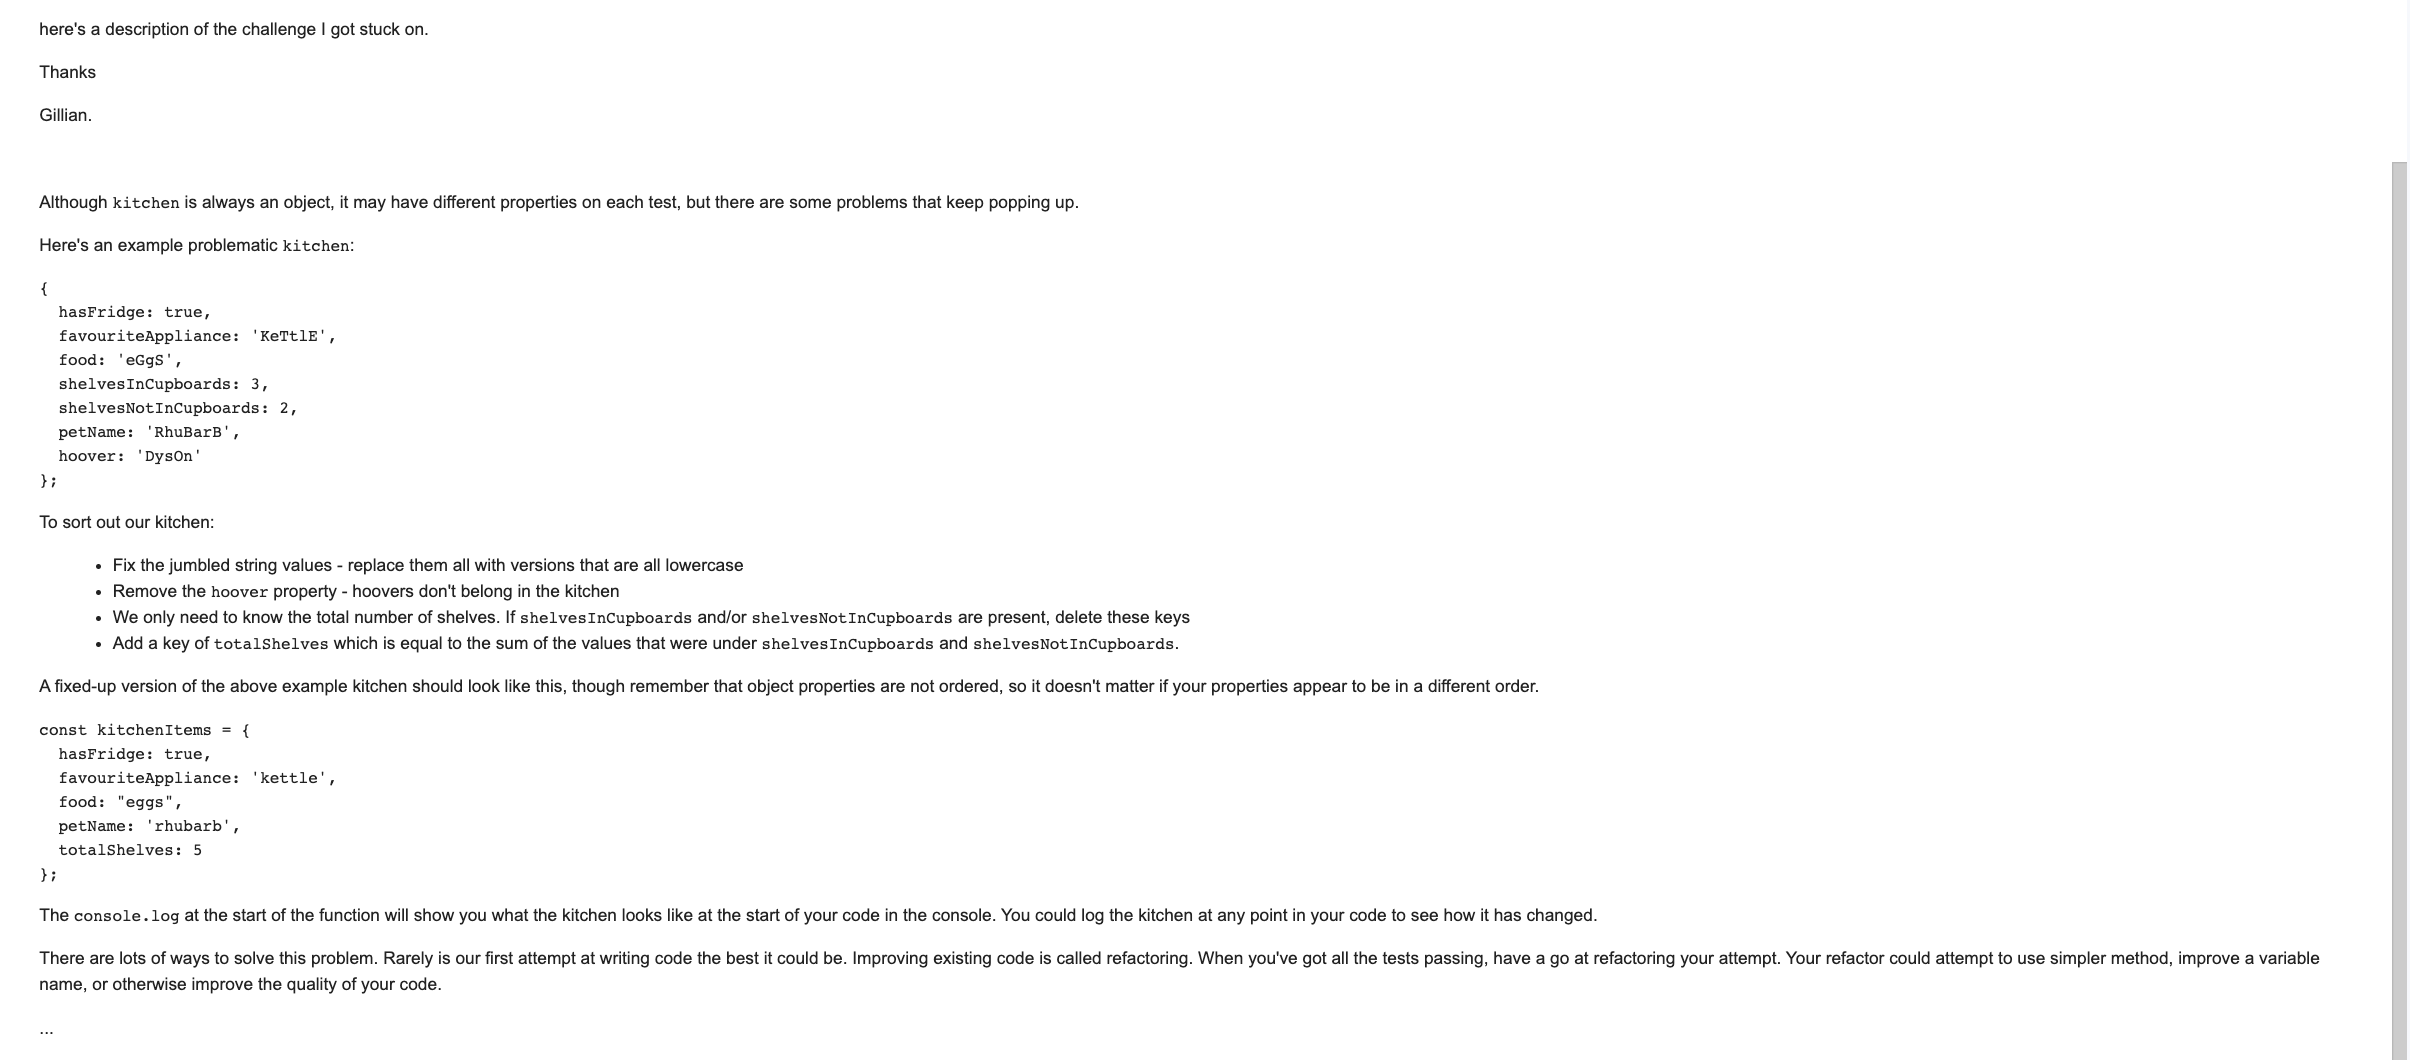 here's a description of the challenge I got stuck on.
Thanks
Gillian.
Although kitchen is always an object, it may have different properties on each test, but there are some problems that keep popping up.
Here's an example problematic kitchen:
{
  hasFridge: true,
  favouriteAppliance: 'KeTtlE',
  food: 'eGgS',
  shelvesInCupboards: 3,
  shelvesNotInCupboards: 2,
  petName: 'RhuBarB',
  hoover: 'DysOn'
};
To sort out our kitchen:
• Fix the jumbled string values - replace them all with versions that are all lowercase
• Remove the hoover property - hoovers don't belong in the kitchen
• We only need to know the total number of shelves. If shelvesInCupboards and/or shelvesNotInCupboards are present, delete these keys
• Add a key of totalShelves which is equal to the sum of the values that were under shelvesInCupboards and shelvesNotInCupboards.
A fixed-up version of the above example kitchen should look like this, though remember that object properties are not ordered, so it doesn't matter if your properties appear to be in a different order.
const kitchenItems = {
  hasFridge: true,
  favouriteAppliance: 'kettle',
  food: "eggs",
  petName: 'rhubarb',
  totalShelves: 5
};
The console.log at the start of the function will show you what the kitchen looks like at the start of your code in the console. You could log the kitchen at any point in your code to see how it has changed.
There are lots of ways to solve this problem. Rarely is our first attempt at writing code the best it could be. Improving existing code is called refactoring. When you've got all the tests passing, have a go at refactoring your attempt. Your refactor could attempt to use simpler method, improve a variable
name, or otherwise improve the quality of your code.
...